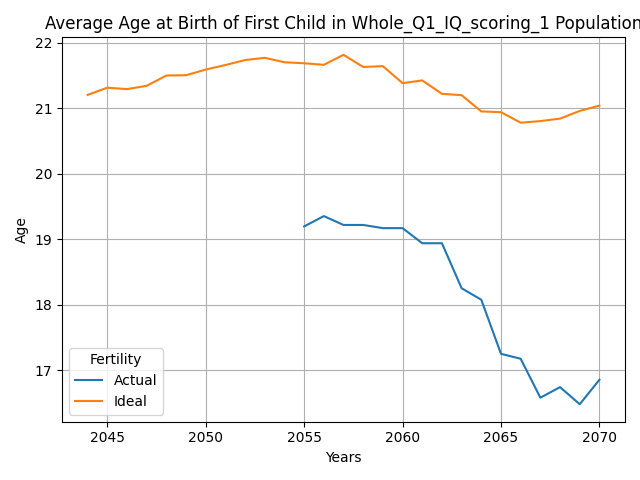 Average Age at Birth of First Child in Whole_Q1_IQ_scoring_1 Population
22
21
20
19
18
17
Age
Fertility
Actual
Ideal
2045 2050 2055 2060 2065 2070
Years